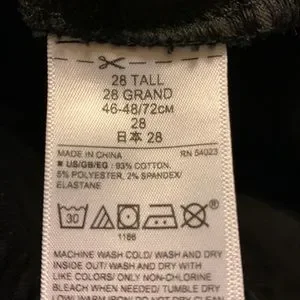 28 TALL
28 GRAND
46-48/72CM
28
日本 28
MADE IN CHINA RN 54023
■ US/GB/EG : 93% COTTON,
5% POLYESTER, 2% SPANDEX/
ELASTANE
30
1186
MACHINE WASH COLD/ WASH AND DRY
INSIDE OUT/ WASH AND DRY WITH
LIKE COLORS/ ONLY NON-CHLORINE
BLEACH WHEN NEEDED/ TUMBLE DRY
LOW